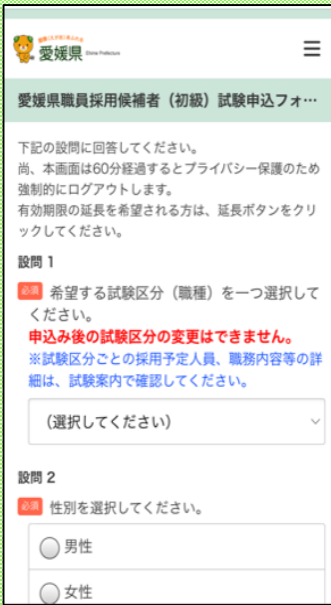 愛媛県 Ehime Prefecture
愛媛県職員採用候補者（初級）試験申込フォ…
下記の設問に回答してください。
尚、本画面は60分経過するとプライバシー保護のため
強制的にログアウトします。
有効期限の延長を希望される方は、延長ボタンをクリ
ックしてください。
設問 1
必須 希望する試験区分（職種）を一つ選択して
ください。
申込み後の試験区分の変更はできません。
※試験区分ごとの採用予定人員、職務内容等の詳
細は、試験案内で確認してください。
（選択してください）
設問 2
必須 性別を選択してください。
男性
女性